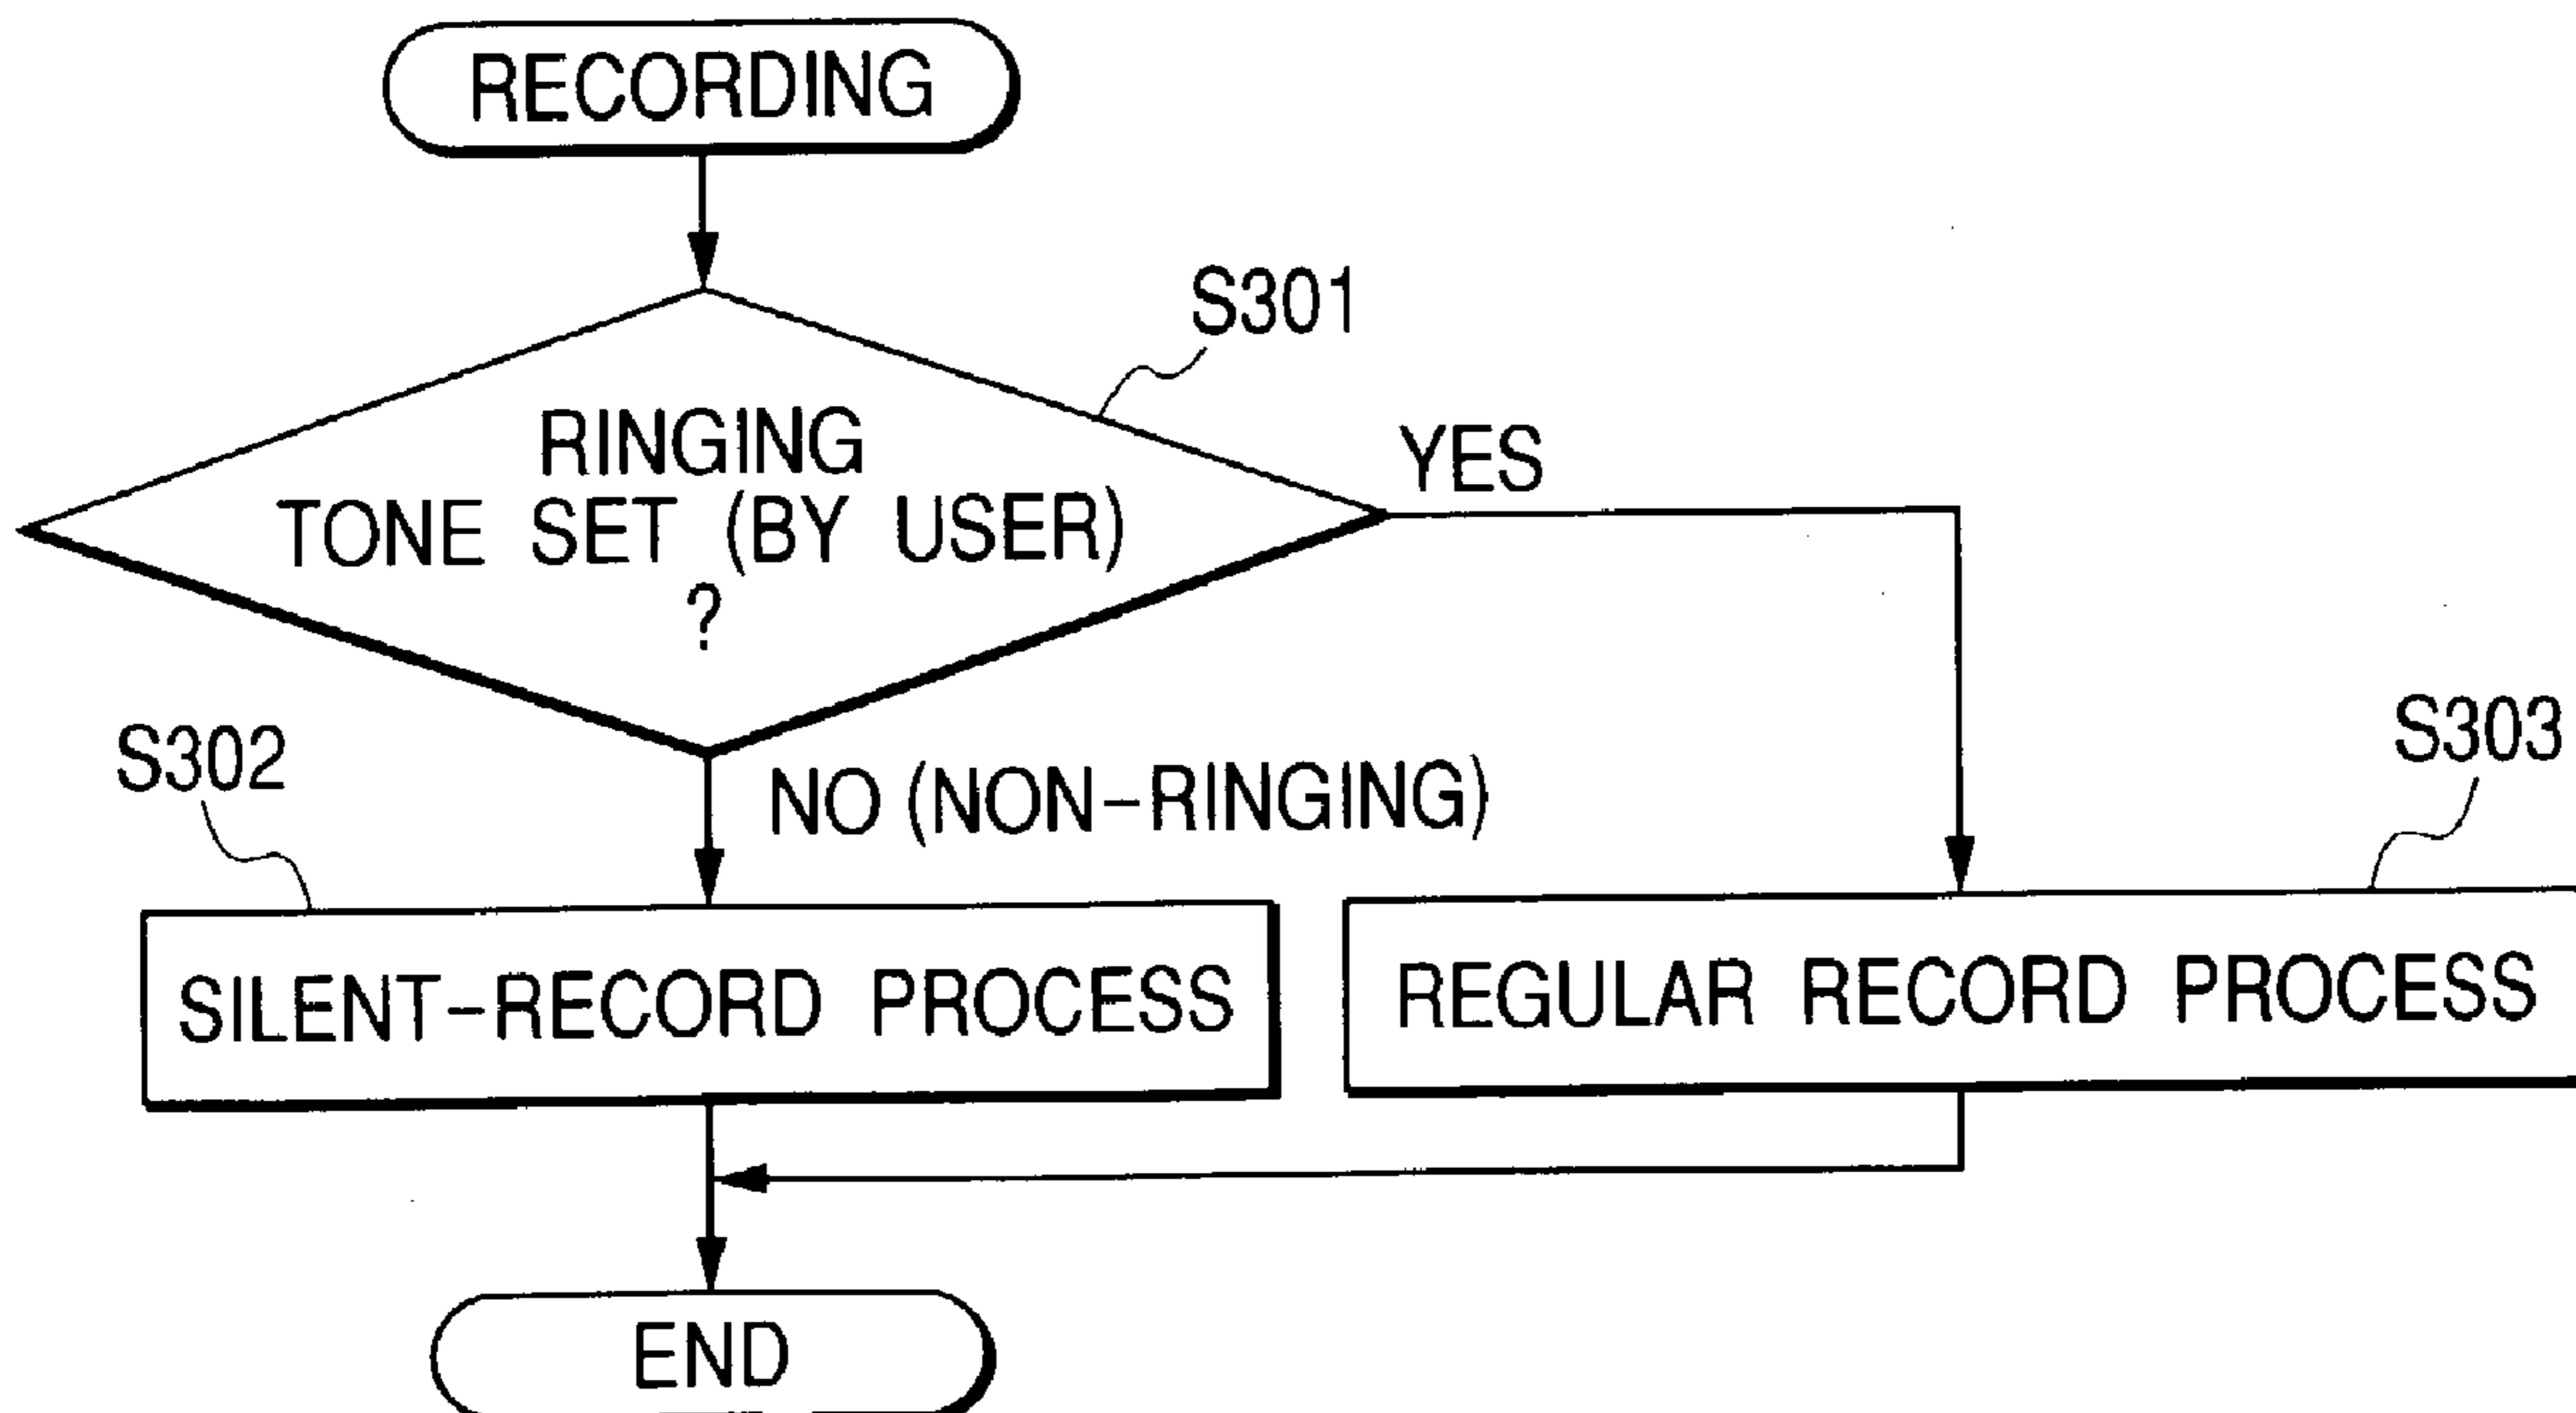 RECORDING
S301
RINGING
TONE SET (BY USER)
?
YES
S302
NO (NON-RINGING)
S303
SILENT-RECORD PROCESS
REGULAR RECORD PROCESS
END